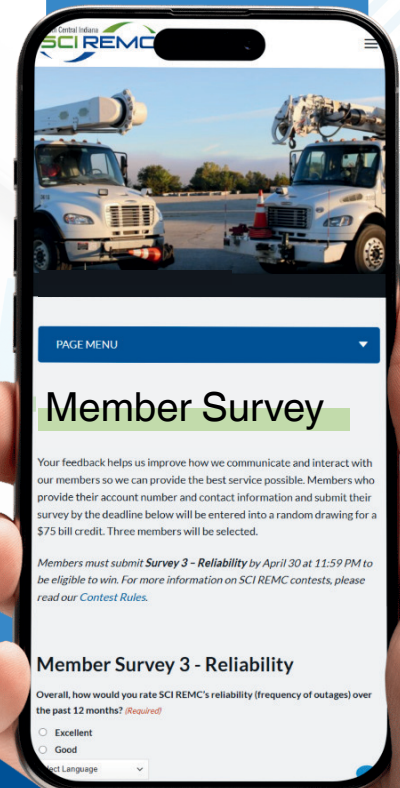 Central Indiana
SCI REMC
PAGE MENU
Member Survey
Your feedback helps us improve how we communicate and interact with
our members so we can provide the best service possible. Members who
provide their account number and contact information and submit their
survey by the deadline below will be entered into a random drawing for a
$75 bill credit. Three members will be selected.
Members must submit Survey 3 – Reliability by April 30 at 11:59 PM to
be eligible to win. For more information on SCI REMC contests, please
read our Contest Rules.
Member Survey 3 - Reliability
Overall, how would you rate SCI REMC's reliability (frequency of outages) over
the past 12 months? (Required)
Excellent
Good
Language